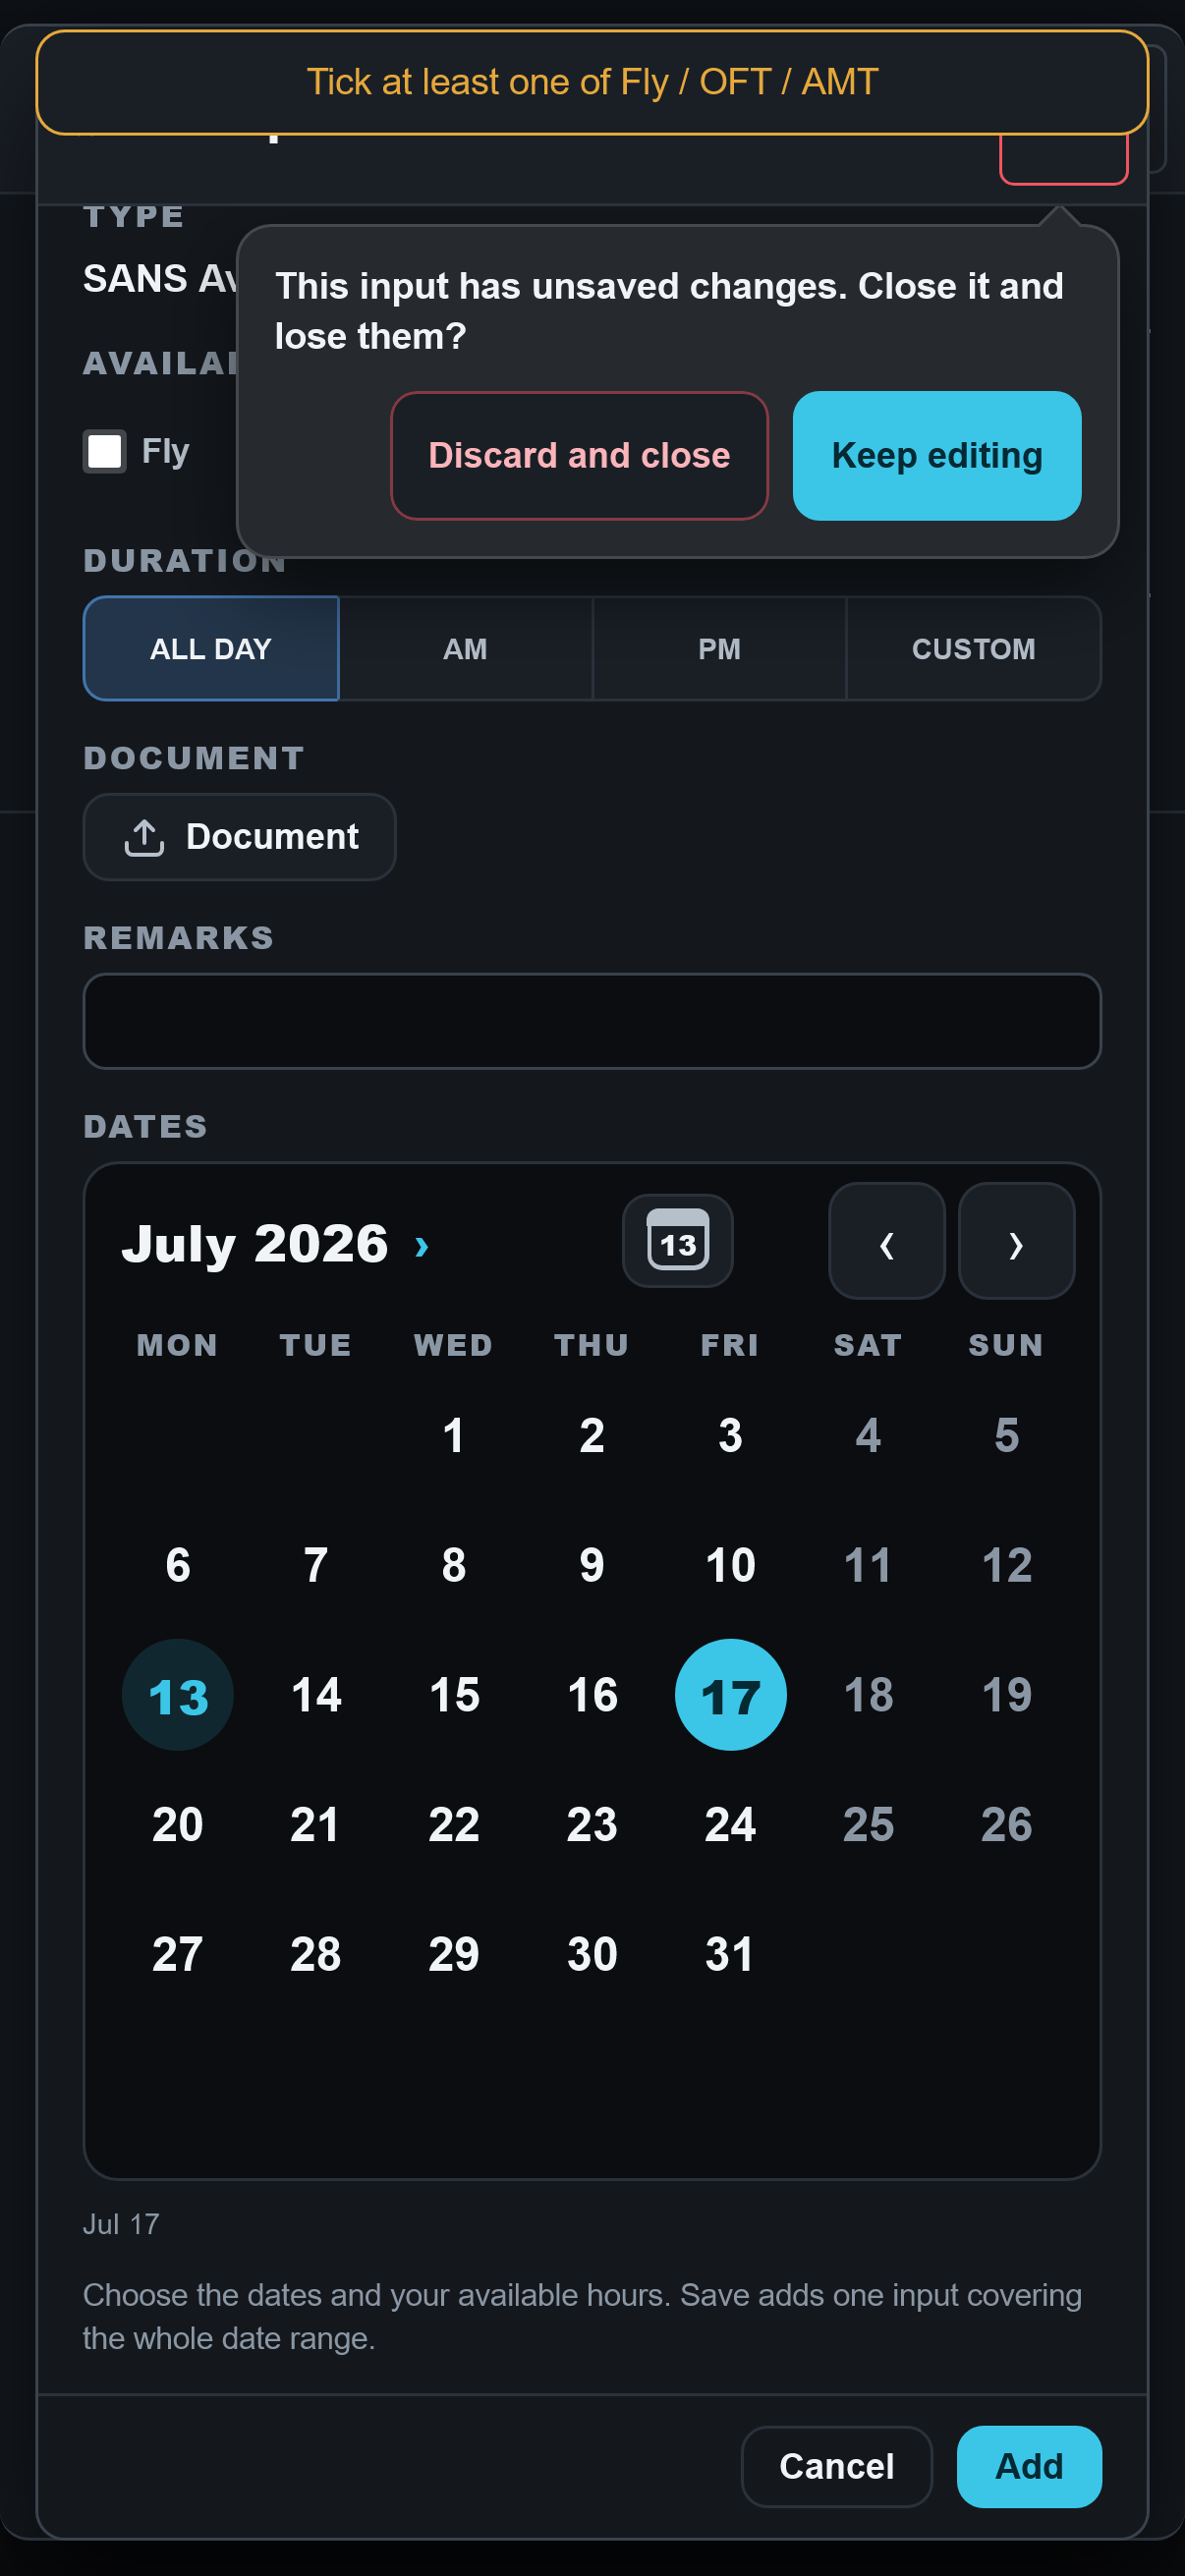 Tick at least one of Fly / OFT / AMT
TYPE
SANS
This input has unsaved changes. Close it and
lose them?
Discard and close
Keep editing
Fly
DURATION
ALL DAY
AM
PM
CUSTOM
DOCUMENT
Document
REMARKS
DATES
July 2026 ›
13
‹ ›
MON TUE WED THU FRI SAT SUN
1 2 3 4 5
6 7 8 9 10 11 12
13 14 15 16 17 18 19
20 21 22 23 24 25 26
27 28 29 30 31
Jul 17
Choose the dates and your available hours. Save adds one input covering
the whole date range.
Cancel
Add